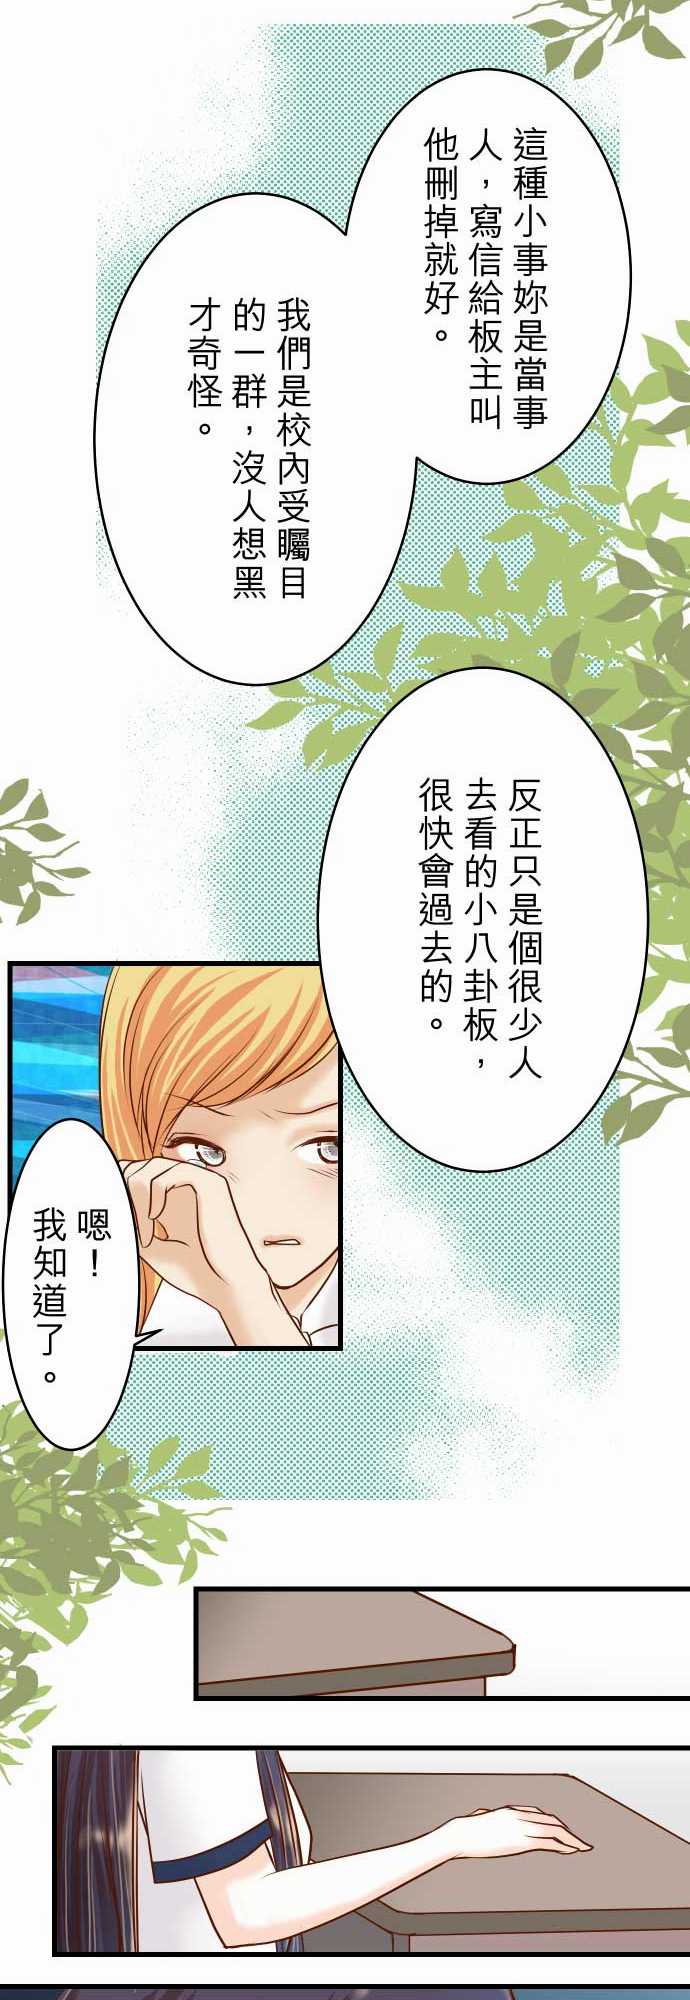 這種小事妳是當事
人，寫信給板主叫
他刪掉就好。
我們是校內受矚目
的一群，沒人想黑
才奇怪。
反正只是個很少人
去看的小八卦板，
很快會過去的。
嗯！
我知道了。